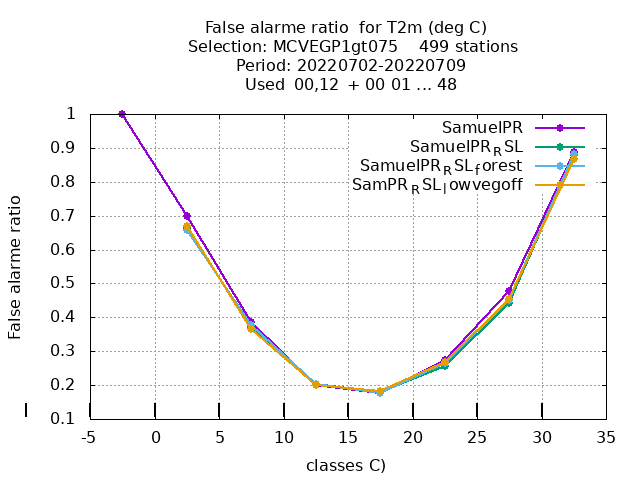 False alarme ratio for T2m (deg C)
Selection: MCVEGP1gt075 499 stations
Period: 20220702-20220709
Used 00,12 + 00 01 ... 48
SamuelPR
SamuelPR_RSL
SamuelPR_RSL_forest
SamPR_RSL_lowvegoff
False alarme ratio
1
0.9
0.8
0.7
0.6
0.5
0.4
0.3
0.2
0.1
-5 0 5 10 15 20 25 30 35
classes C)